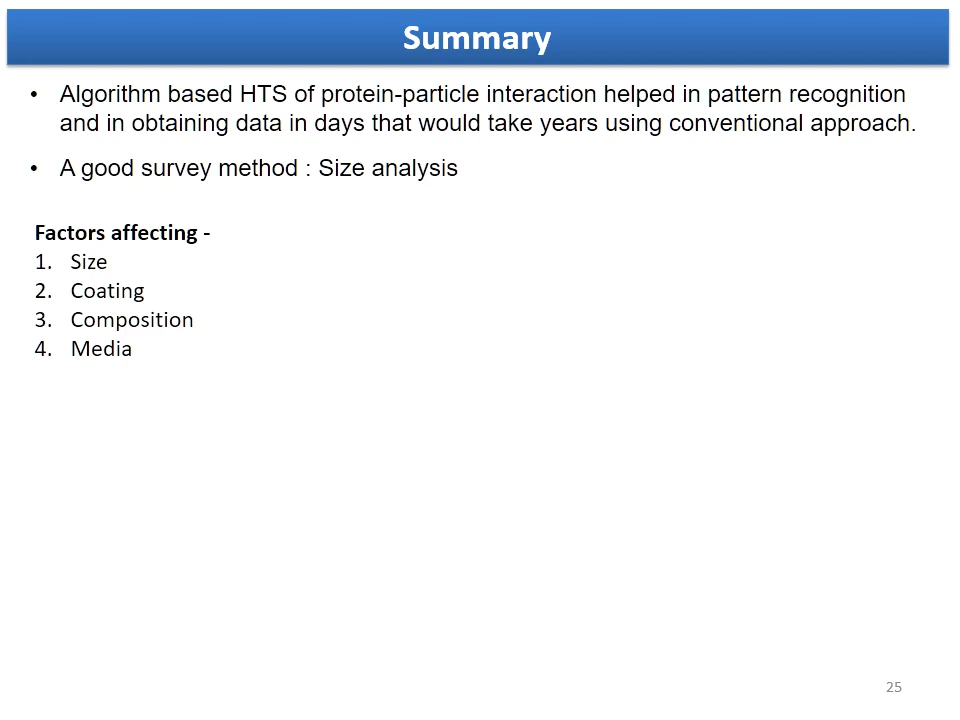 Summary
• Algorithm based HTS of protein-particle interaction helped in pattern recognition
and in obtaining data in days that would take years using conventional approach.
• A good survey method : Size analysis
Factors affecting -
1. Size
2. Coating
3. Composition
4. Media
25